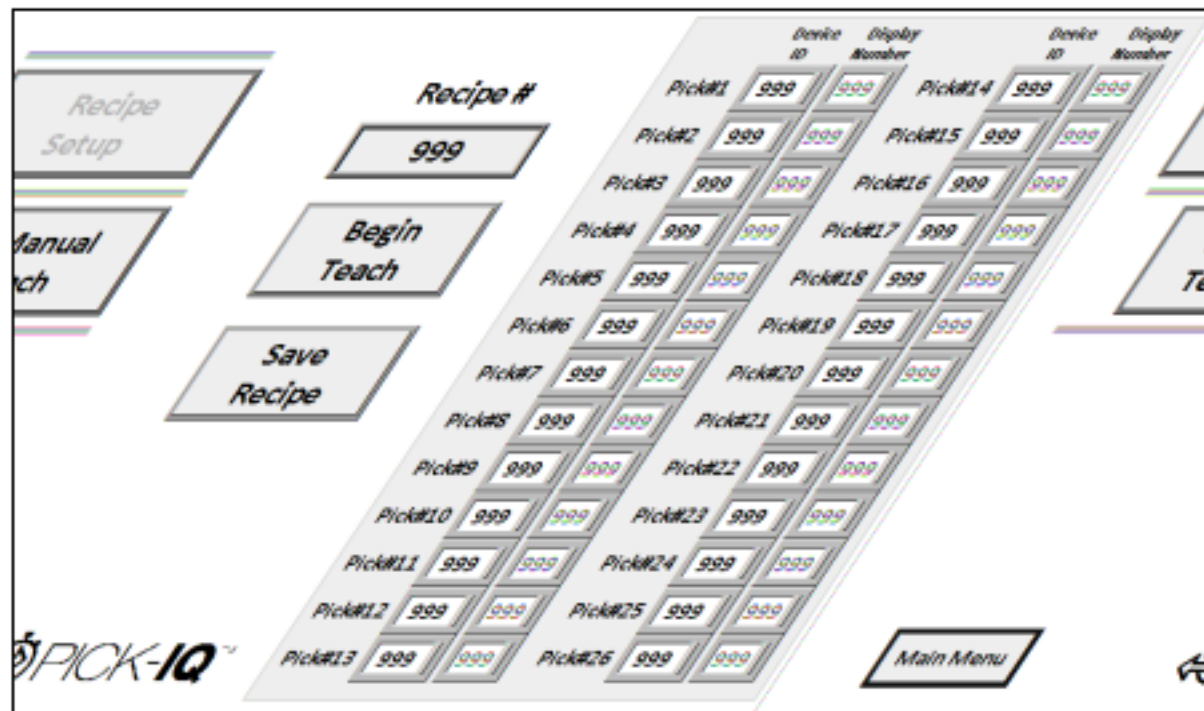 Recipe
Setup
Manual
Recipe #
999
Begin
Teach
Save
Recipe
Device Display Device Display
ID Number ID Number
Pick#1 999 999 Pick#14 999 999
Pick#2 999 999 Pick#15 999 999
Pick#3 999 999 Pick#16 999 999
Pick#4 999 999 Pick#17 999 999
Pick#5 999 999 Pick#18 999 999
Pick#6 999 999 Pick#19 999 999
Pick#7 999 999 Pick#20 999 999
Pick#8 999 999 Pick#21 999 999
Pick#9 999 999 Pick#22 999 999
Pick#10 999 999 Pick#23 999 999
Pick#11 999 999 Pick#24 999 999
Pick#12 999 999 Pick#25 999 999
Pick#13 999 999 Pick#26 999 999
PICK-IQ™
Main Menu